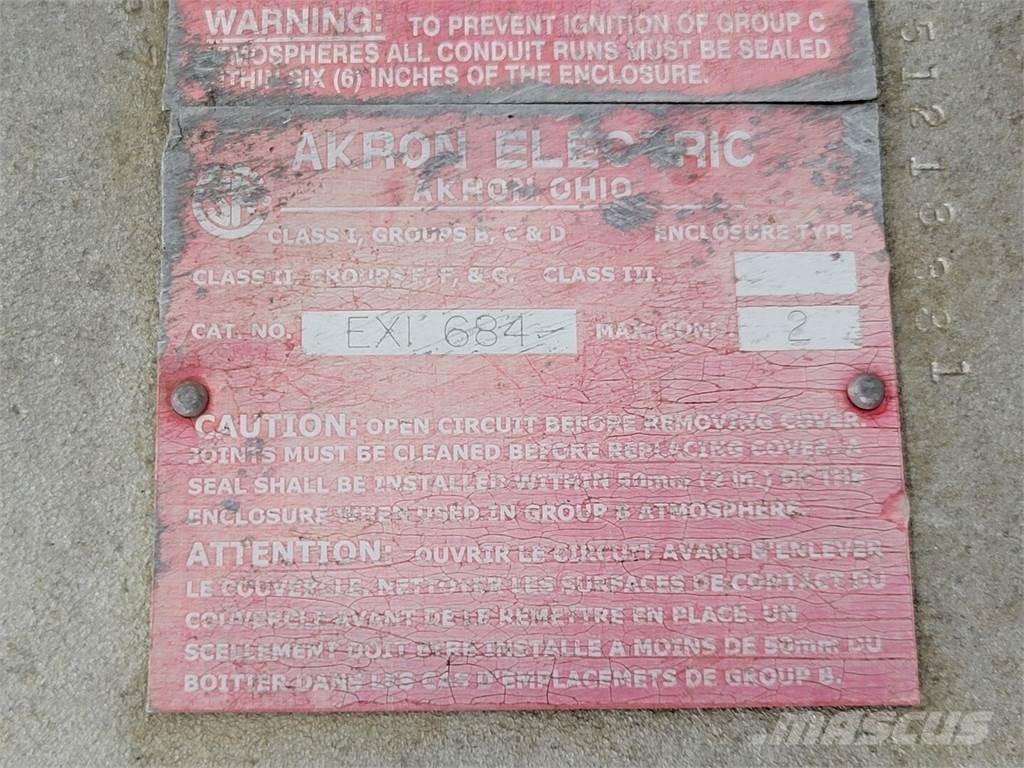 WARNING: TO PREVENT IGNITION OF GROUP C
ATMOSPHERES ALL CONDUIT RUNS MUST BE SEALED
WITHIN SIX (6) INCHES OF THE ENCLOSURE.
AKRON ELECTRIC
AKRON, OHIO
CLASS I, GROUPS B, C & D ENCLOSURE TYPE
CLASS II, GROUPS E, F, & G. CLASS III.
CAT. NO. EXI 684 MAX. COND. 2
CAUTION: OPEN CIRCUIT BEFORE REMOVING COVER.
JOINTS MUST BE CLEANED BEFORE REPLACING COVER. A
SEAL SHALL BE INSTALLED WITHIN 50mm (2 in.) OF THE
ENCLOSURE WHEN USED IN GROUP B ATMOSPHERE.
ATTENTION: OUVRIR LE CIRCUIT AVANT D'ENLEVER
LE COUVERCLE. NETTOYER LES SURFACES DE CONTACT DU
COUVERCLE AVANT DE LE REMETTRE EN PLACE. UN
SCELLEMENT DOIT ETRE INSTALLE A MOINS DE 50mm DU
BOITIER DANS LES CAS D'EMPLACEMETS DE GROUP B.
MASCUS